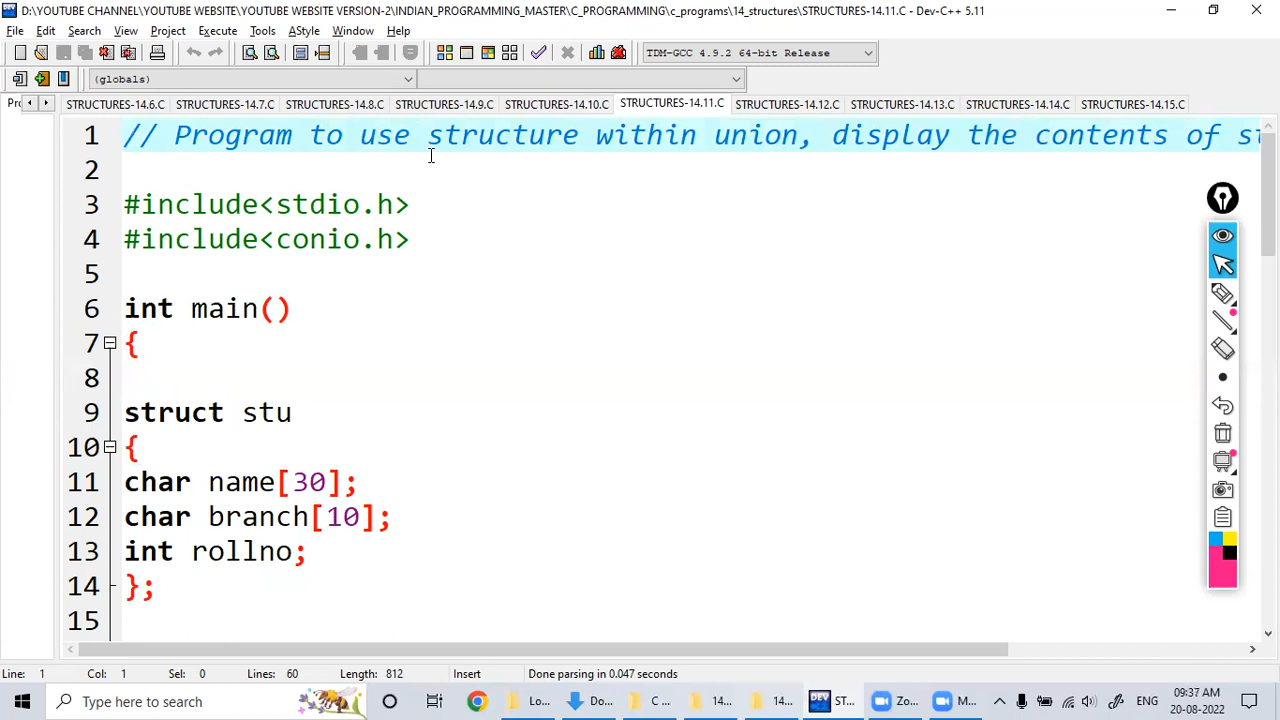 D:\YOUTUBE CHANNEL\YOUTUBE WEBSITE\YOUTUBE WEBSITE VERSION-2\INDIAN_PROGRAMMING_MASTER\C_PROGRAMMING\c_programs\14_structures\STRUCTURES-14.11.C - Dev-C++ 5.11
File Edit Search View Project Execute Tools AStyle Window Help
TDM-GCC 4.9.2 64-bit Release
(globals)
Pr STRUCTURES-14.6.C STRUCTURES-14.7.C STRUCTURES-14.8.C STRUCTURES-14.9.C STRUCTURES-14.10.C STRUCTURES-14.11.C STRUCTURES-14.12.C STRUCTURES-14.13.C STRUCTURES-14.14.C STRUCTURES-14.15.C
1 // Program to use structure within union, display the contents of st
2
3 #include<stdio.h>
4 #include<conio.h>
5
6 int main()
7 {
8
9 struct stu
10 {
11 char name[30];
12 char branch[10];
13 int rollno;
14 };
15
Line: 1 Col: 1 Sel: 0 Lines: 60 Length: 812 Insert Done parsing in 0.047 seconds
Type here to search Lo... Do... C ... 14... 14... ST... Zo... M... ENG 09:37 AM
20-08-2022